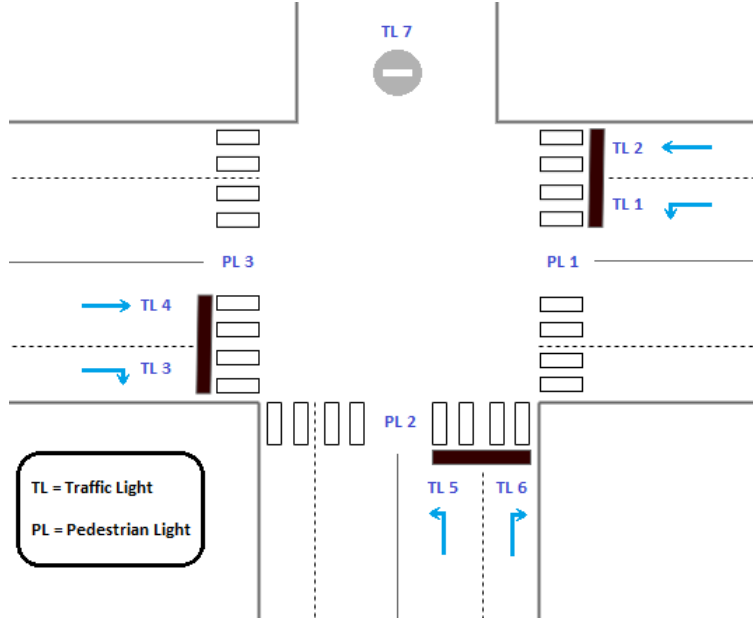 TL 7
TL 2
TL 1
PL 3
PL 1
TL 4
TL 3
PL 2
TL = Traffic Light
PL = Pedestrian Light
TL 5
TL 6